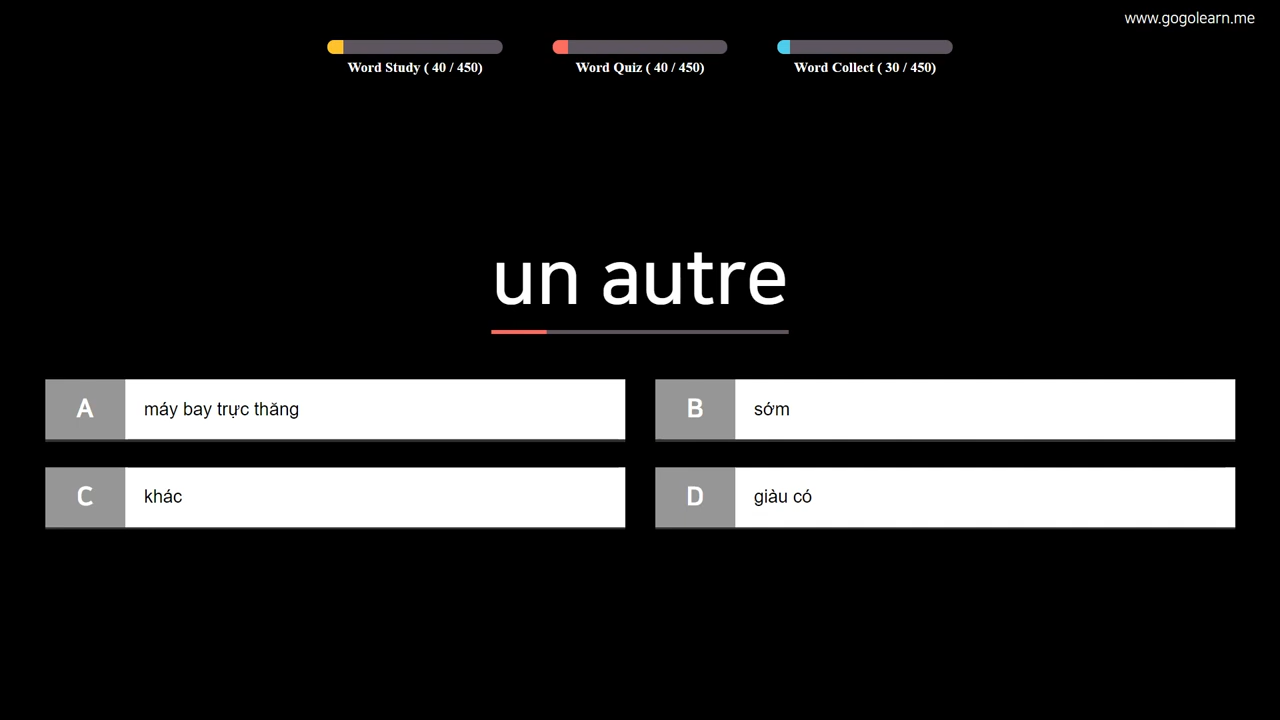 www.gogolearn.me
Word Study ( 40 / 450)
Word Quiz ( 40 / 450)
Word Collect ( 30 / 450)
un autre
A
máy bay trực thăng
B
sớm
C
khác
D
giàu có